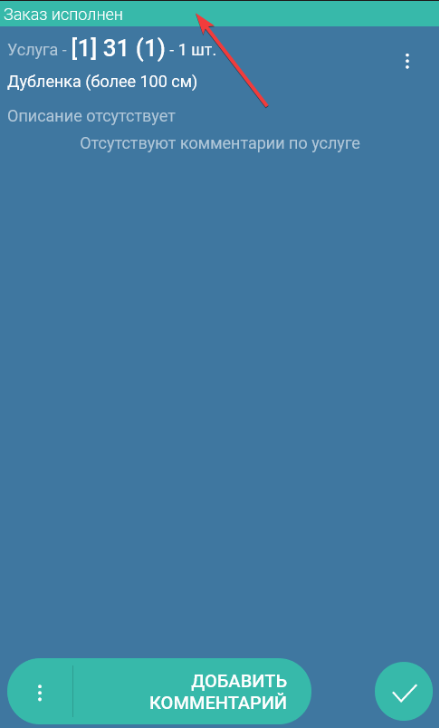 Заказ исполнен
Услуга - [1] 31 (1) - 1 шт.
Дубленка (более 100 см)
Описание отсутствует
Отсутствуют комментарии по услуге
ДОБАВИТЬ
КОММЕНТАРИЙ